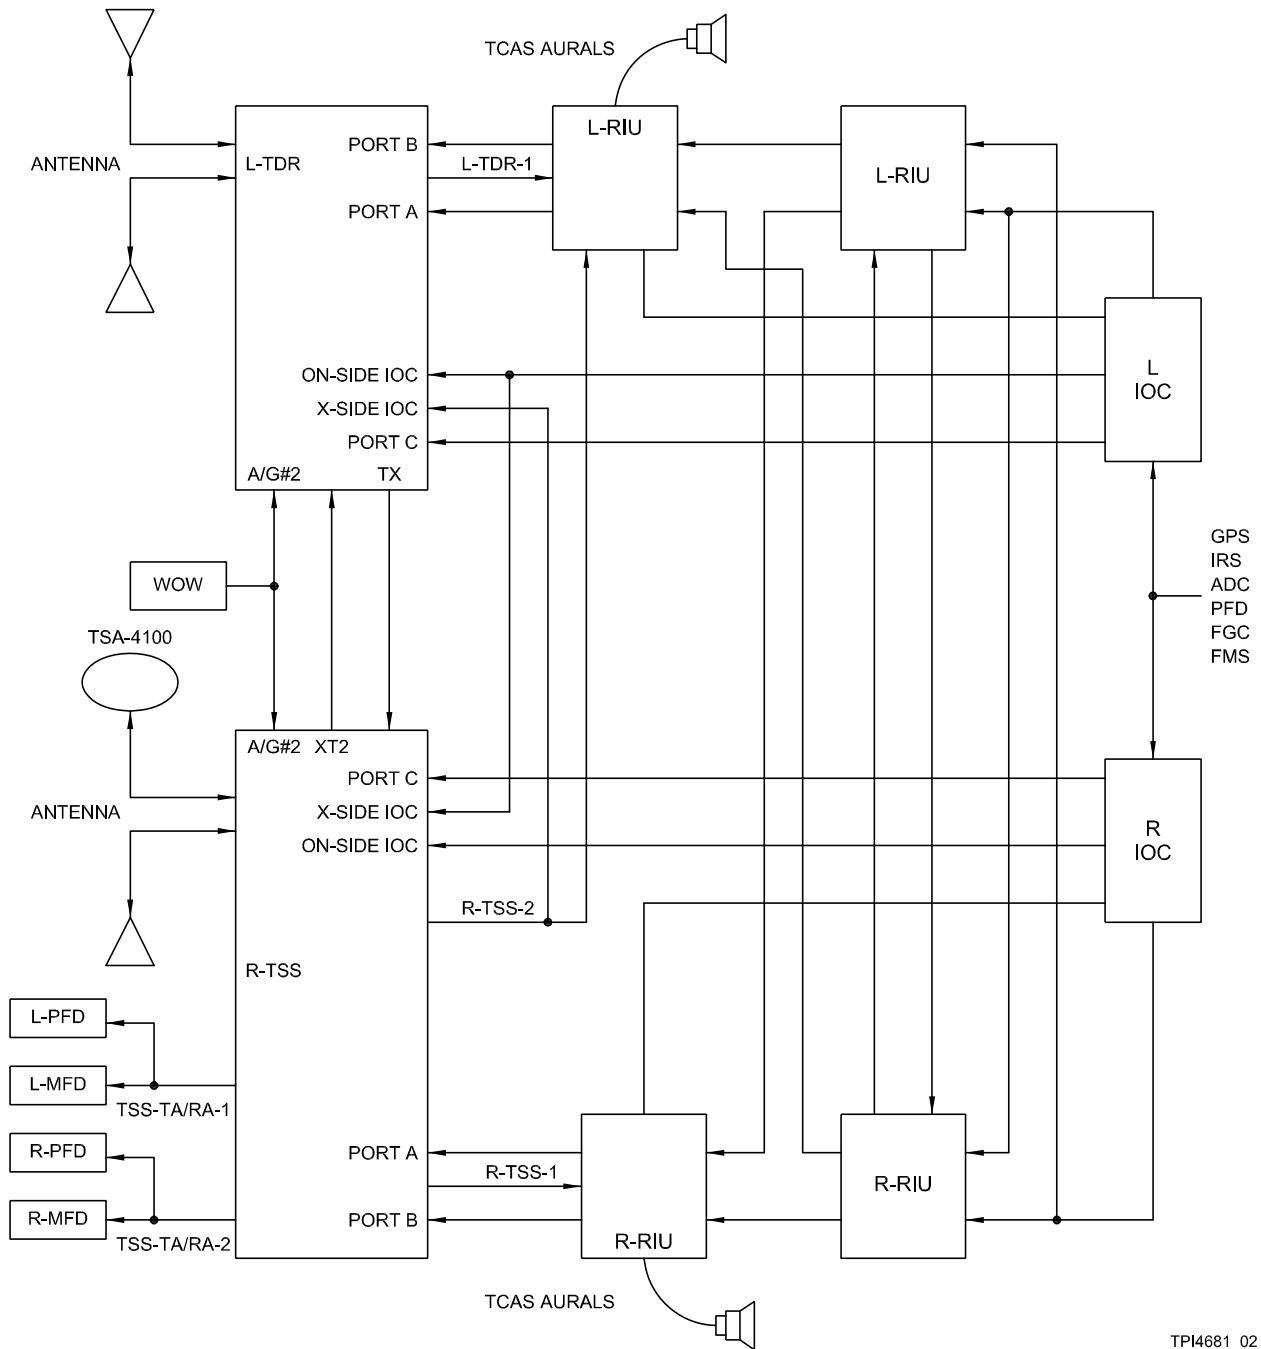 TCAS AURALS
L-RIU
PORT B
L-TDR
L-TDR-1
ANTENNA
L-RIU
PORT A
ON-SIDE IOC
X-SIDE IOC
PORT C
L
IOC
A/G#2
TX
WOW
GPS
IRS
ADC
PFD
FGC
FMS
TSA-4100
A/G#2
XT2
PORT C
ANTENNA
X-SIDE IOC
ON-SIDE IOC
R
IOC
R-TSS-2
R-TSS
L-PFD
L-MFD
TSS-TA/RA-1
R-PFD
PORT A
R-TSS-1
R-RIU
R-MFD
PORT B
TSS-TA/RA-2
R-RIU
TCAS AURALS
TPI4681_02